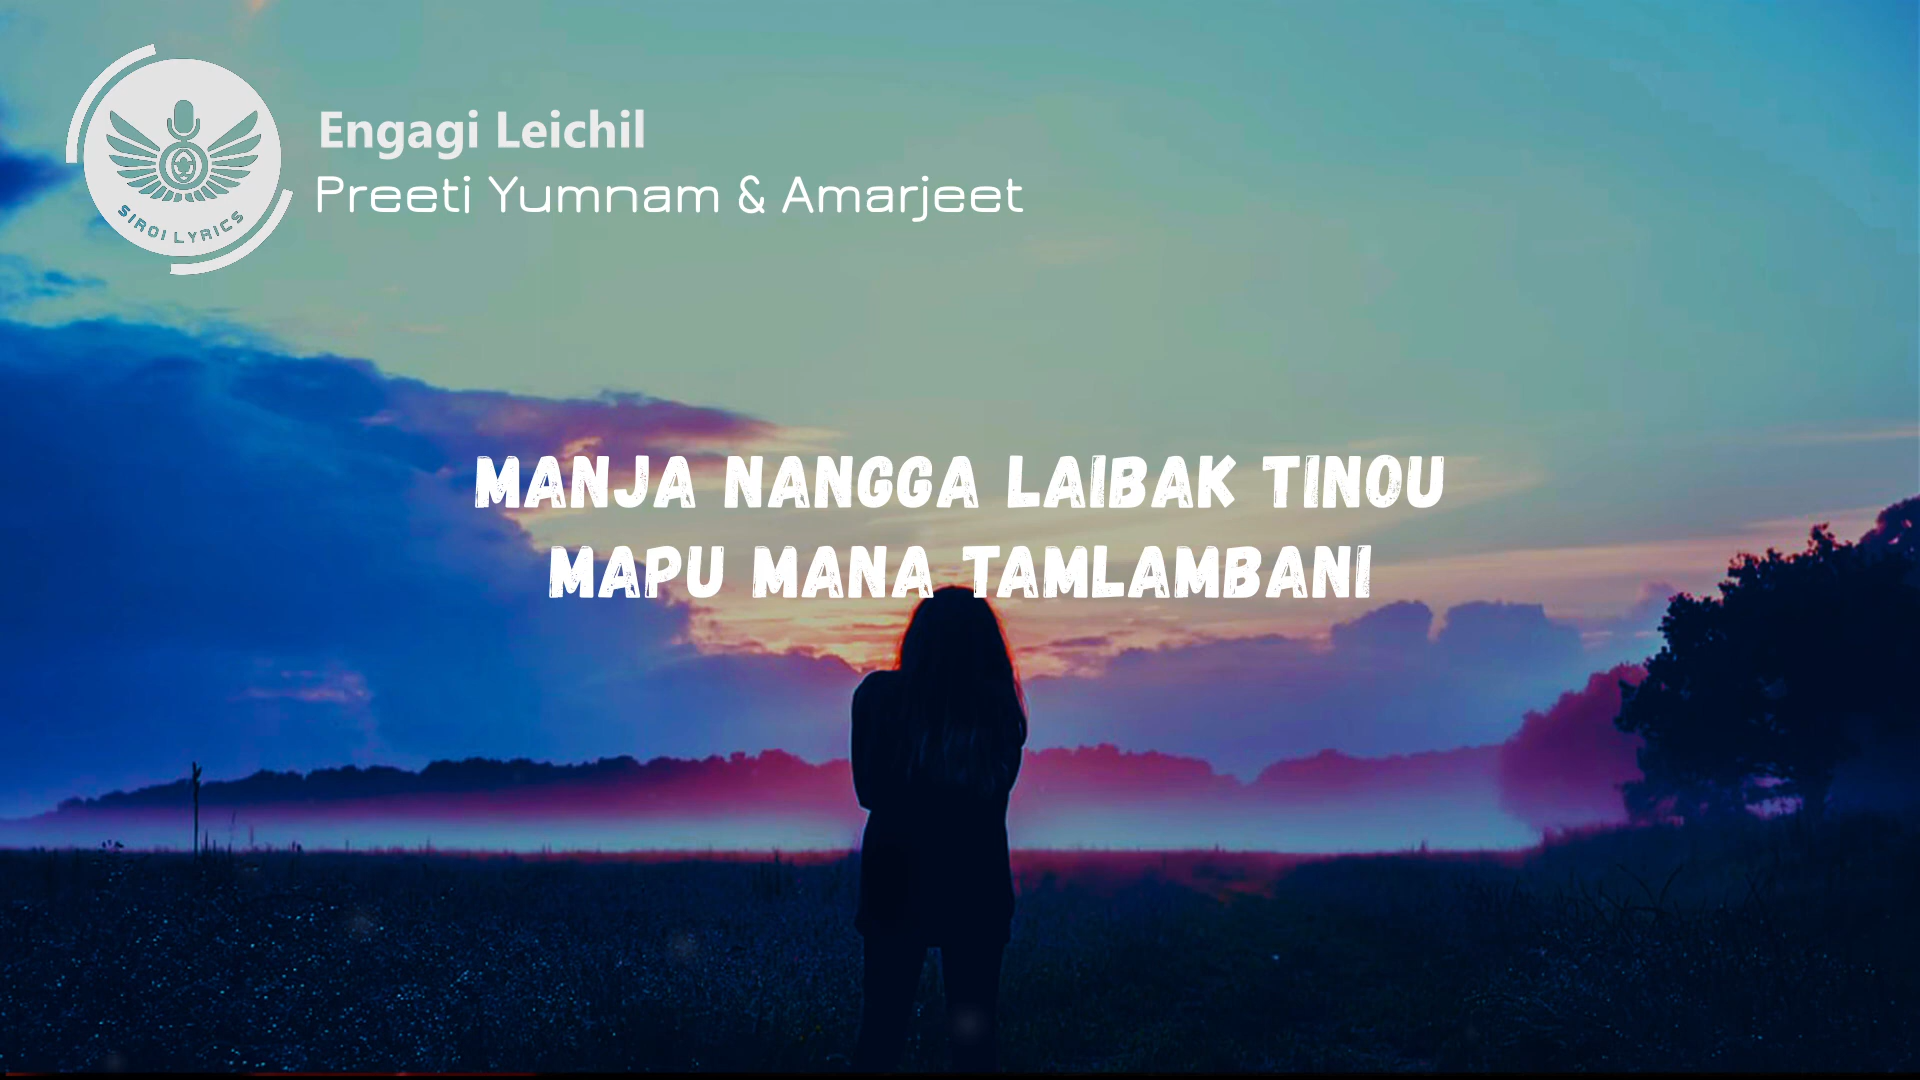 Engagi Leichil
Preeti Yumnam & Amarjeet
SIROI LYRICS
MANJA NANGGA LAIBAK TINOU
MAPU MANA TAMLAMBANI